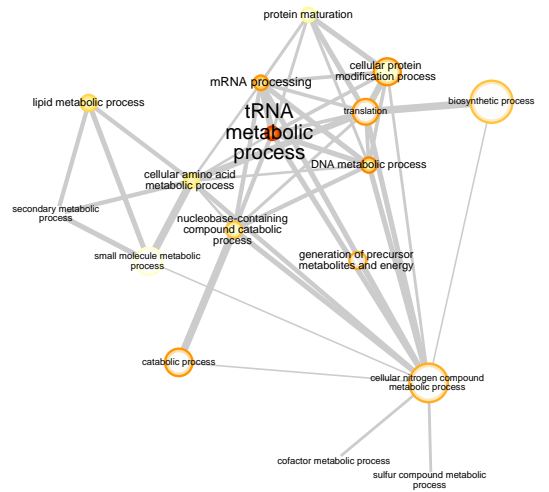 protein maturation
cellular protein
modification process
mRNA processing
biosynthetic process
lipid metabolic process
translation
tRNA
metabolic
process
DNA metabolic process
cellular amino acid
metabolic process
secondary metabolic
process
nucleobase-containing
compound catabolic
process
small molecule metabolic
process
generation of precursor
metabolites and energy
catabolic process
cellular nitrogen compound
metabolic process
cofactor metabolic process
sulfur compound metabolic
process